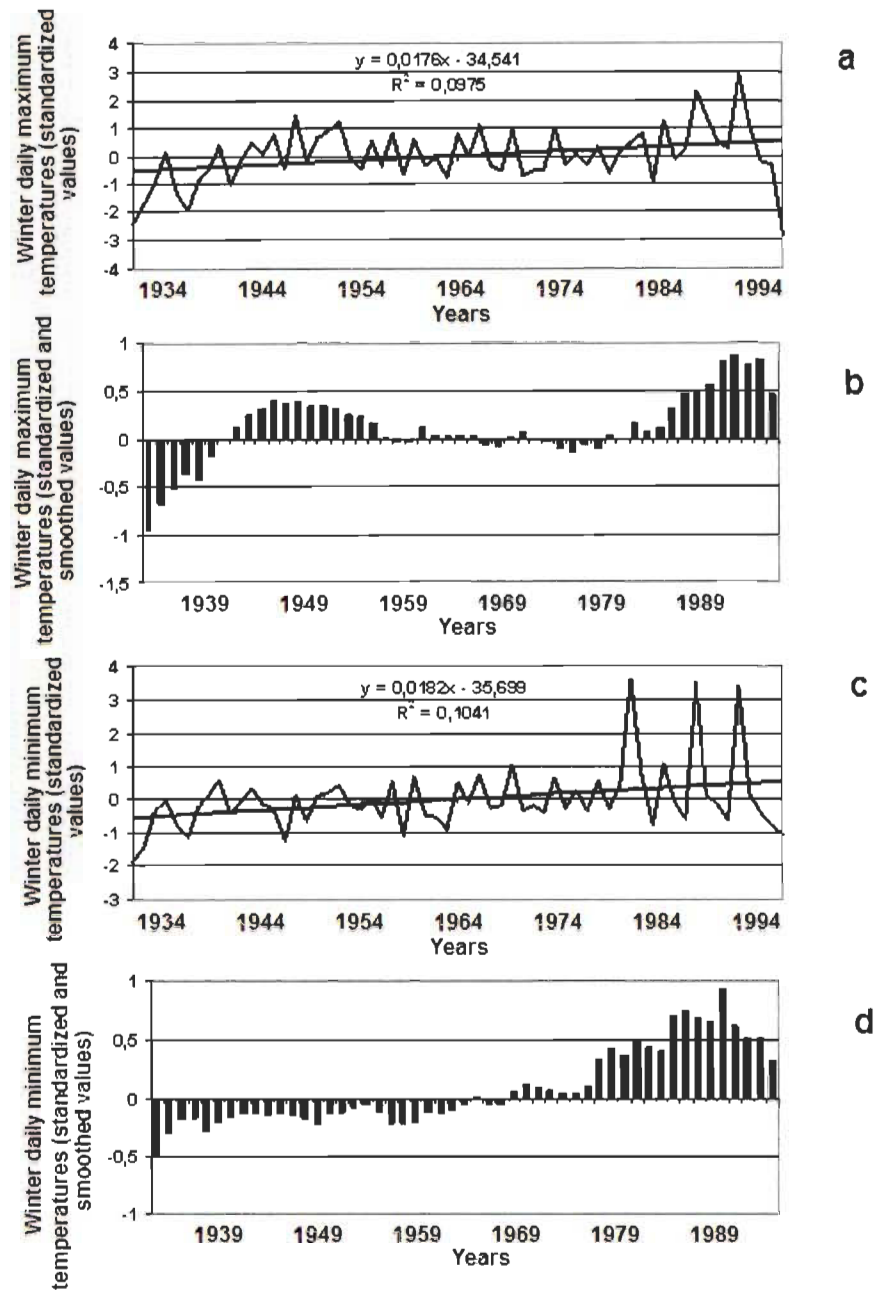 a
Winter daily maximum
temperatures (standardized
values)
4
3
2
1
0
-1
-2
-3
-4
y = 0,0176x - 34,541
R² = 0,0975
1934 1944 1954 1964 1974 1984 1994
Years
b
Winter daily maximum
temperatures (standardized and
smoothed values)
1
0,5
0
-0,5
-1
-1,5
1939 1949 1959 1969 1979 1989
Years
c
Winter daily minimum
temperatures (standardized
values)
4
3
2
1
0
-1
-2
-3
y = 0,0182x - 35,699
R² = 0,1041
1934 1944 1954 1964 1974 1984 1994
Years
d
Winter daily minimum
temperatures (standardized and
smoothed values)
1
0,5
0
-0,5
-1
1939 1949 1959 1969 1979 1989
Years